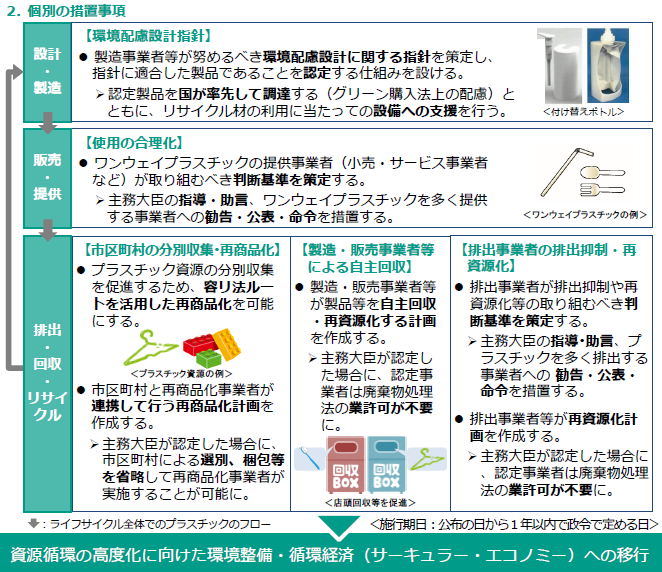 2. 個別の措置事項
設計
・
製造
【環境配慮設計指針】
● 製造事業者等が努めるべき環境配慮設計に関する指針を策定し、
指針に適合した製品であることを認定する仕組みを設ける。
➢認定製品を国が率先して調達する（グリーン購入法上の配慮）と
ともに、リサイクル材の利用に当たっての設備への支援を行う。
＜付け替えボトル＞
販売
・
提供
【使用の合理化】
● ワンウェイプラスチックの提供事業者（小売・サービス事業者
など）が取り組むべき判断基準を策定する。
➢主務大臣の指導・助言、ワンウェイプラスチックを多く提供
する事業者への勧告・公表・命令を措置する。
＜ワンウェイプラスチックの例＞
排出
・
回収
・
リサイ
クル
【市区町村の分別収集・再商品化】
● プラスチック資源の分別収集
を促進するため、容リ法ルー
トを活用した再商品化を可能
にする。
＜プラスチック資源の例＞
● 市区町村と再商品化事業者が
連携して行う再商品化計画を
作成する。
➢主務大臣が認定した場合に、
市区町村による選別、梱包等
を省略して再商品化事業者が
実施することが可能に。
【製造・販売事業者等
による自主回収】
● 製造・販売事業者等
が製品等を自主回収
・再資源化する計画
を作成する。
➢主務大臣が認定し
た場合に、認定事
業者は廃棄物処理
法の業許可が不要
に。
回収
BOX
回収
BOX
＜店頭回収等を促進＞
【排出事業者の排出抑制・再
資源化】
● 排出事業者が排出抑制や再
資源化等の取り組むべき判
断基準を策定する。
➢主務大臣の指導・助言、プ
ラスチックを多く排出する
事業者への 勧告・公表・
命令を措置する。
● 排出事業者等が再資源化計
画を作成する。
➢主務大臣が認定した場合に
、認定事業者は廃棄物処理
法の業許可が不要に。
：ライフサイクル全体でのプラスチックのフロー
＜施行期日：公布の日から１年以内で政令で定める日＞
資源循環の高度化に向けた環境整備・循環経済（サーキュラー・エコノミー）への移行